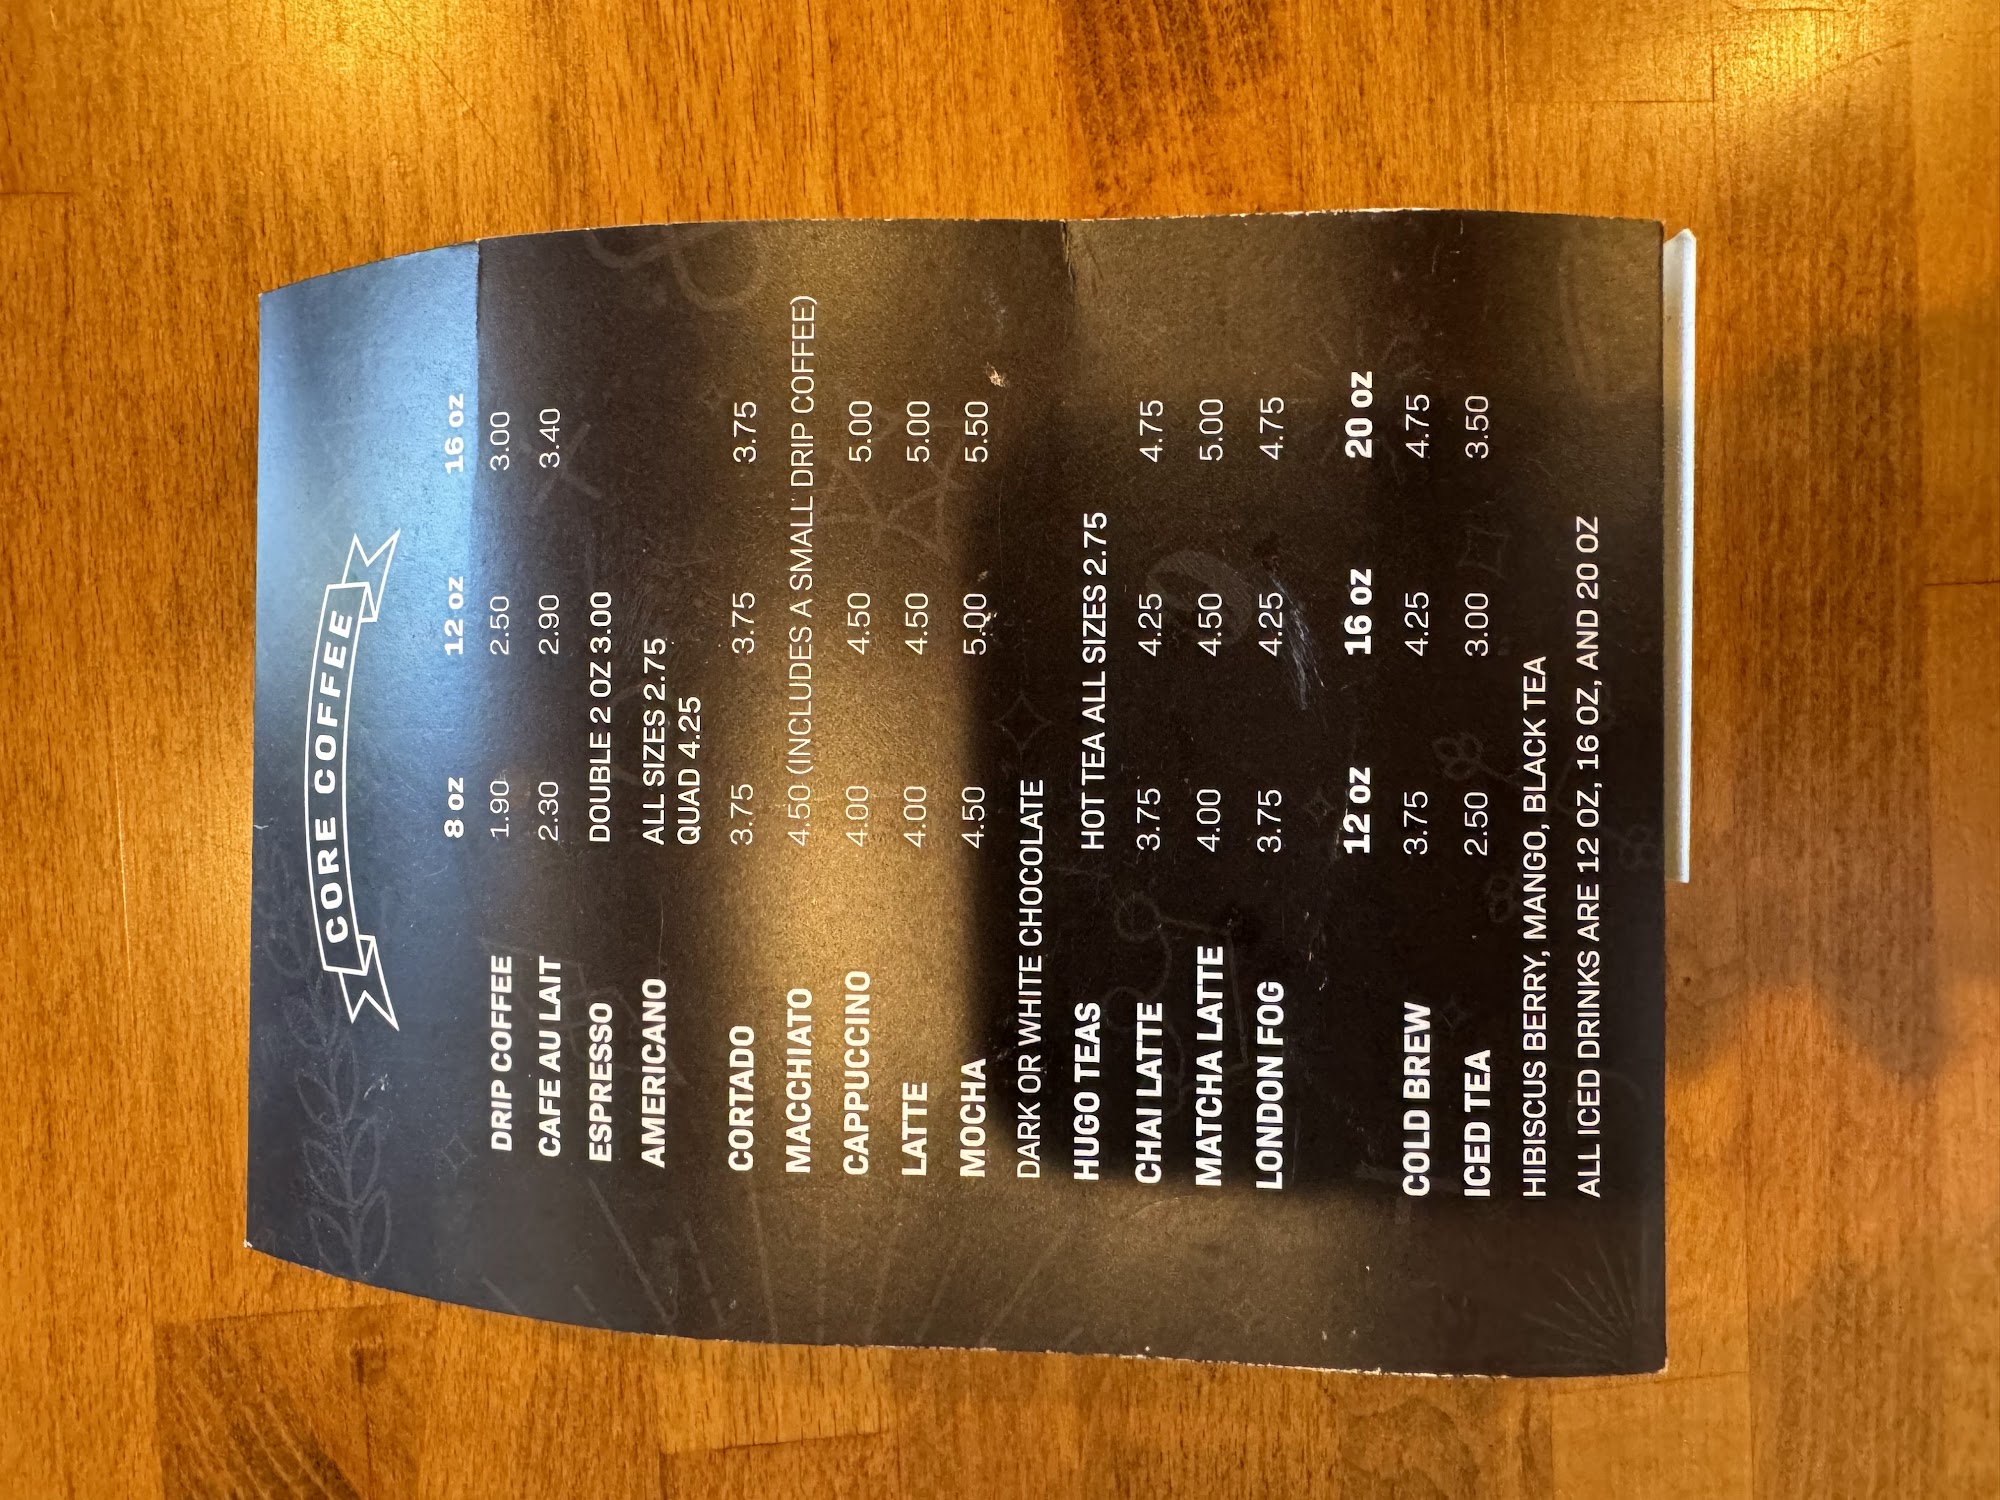 CORE COFFEE
8 OZ 12 OZ 16 OZ
DRIP COFFEE 1.90 2.50 3.00
CAFE AU LAIT 2.30 2.90 3.40
ESPRESSO DOUBLE 2 OZ 3.00
AMERICANO ALL SIZES 2.75
QUAD 4.25
CORTADO 3.75 3.75 3.75
MACCHIATO 4.50 (INCLUDES A SMALL DRIP COFFEE)
CAPPUCCINO 4.00 4.50 5.00
LATTE 4.00 4.50 5.00
MOCHA 4.50 5.00 5.50
DARK OR WHITE CHOCOLATE
HUGO TEAS HOT TEA ALL SIZES 2.75
CHAI LATTE 3.75 4.25 4.75
MATCHA LATTE 4.00 4.50 5.00
LONDON FOG 3.75 4.25 4.75
12 OZ 16 OZ 20 OZ
COLD BREW 3.75 4.25 4.75
ICED TEA 2.50 3.00 3.50
HIBISCUS BERRY, MANGO, BLACK TEA
ALL ICED DRINKS ARE 12 OZ, 16 OZ, AND 20 OZ